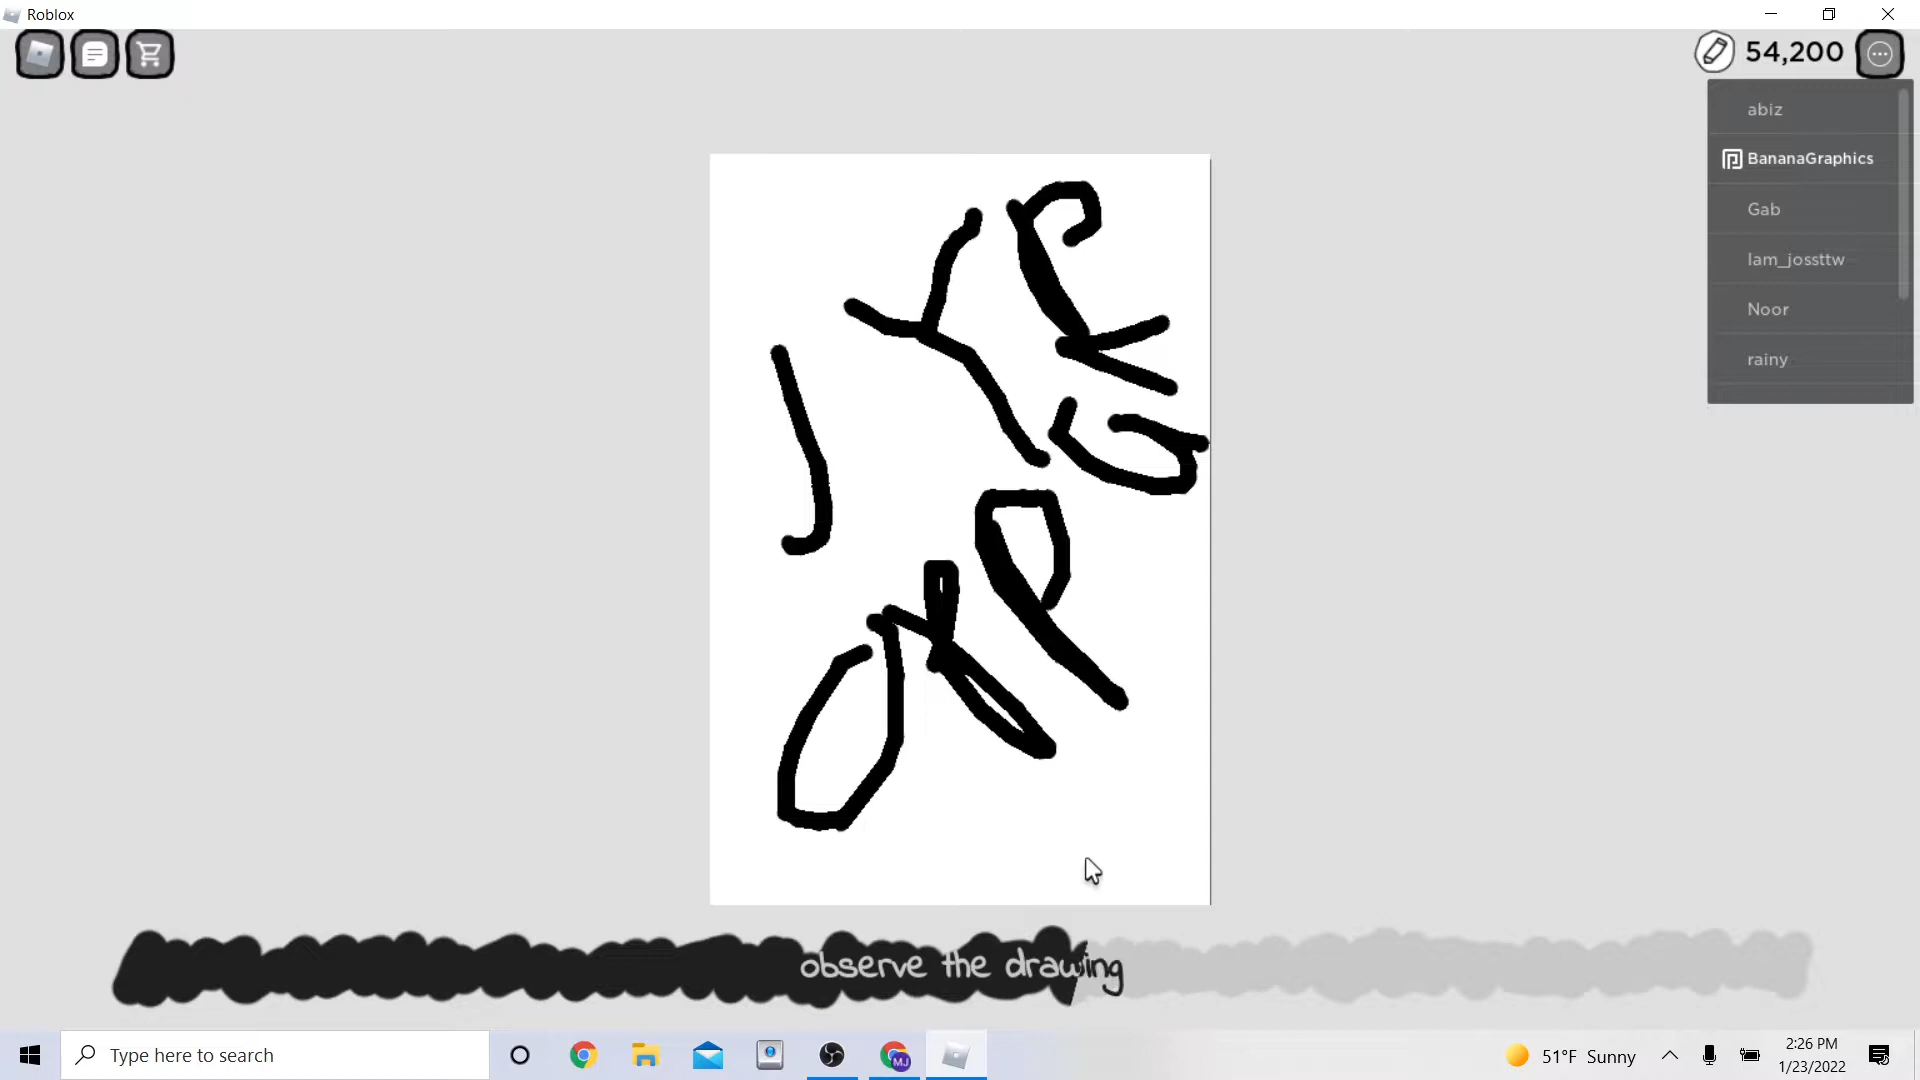 Roblox
54,200
abiz
BananaGraphics
Gab
Iam_jossttw
Noor
rainy
observe the drawing
Type here to search
MJ
51°F Sunny
2:26 PM
1/23/2022